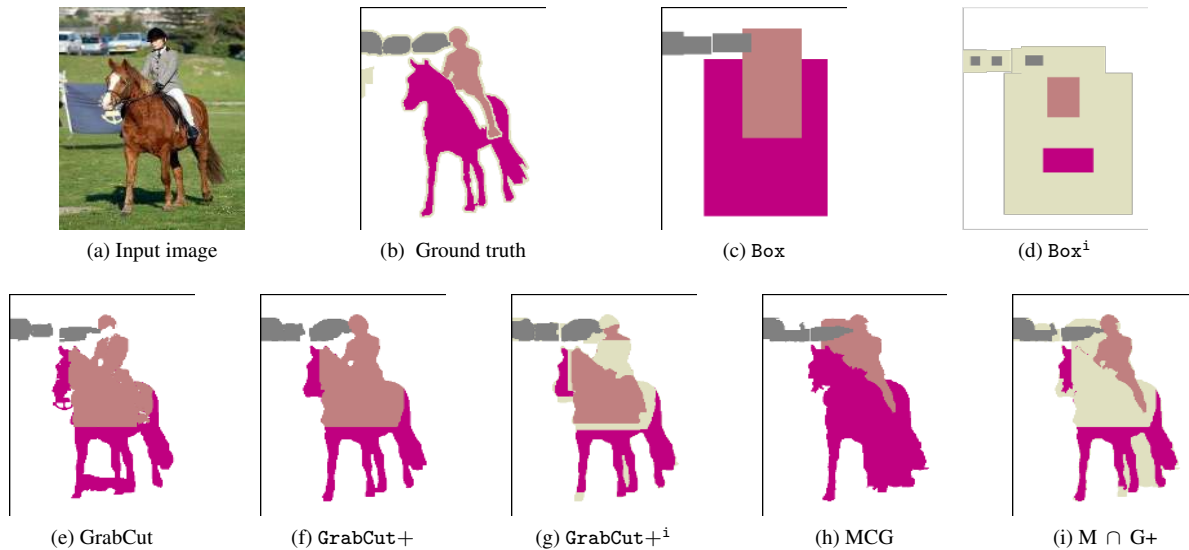 (a) Input image
(b) Ground truth
(c) Box
(d) Boxⁱ
(e) GrabCut
(f) GrabCut+
(g) GrabCut+ⁱ
(h) MCG
(i) M ∩ G+